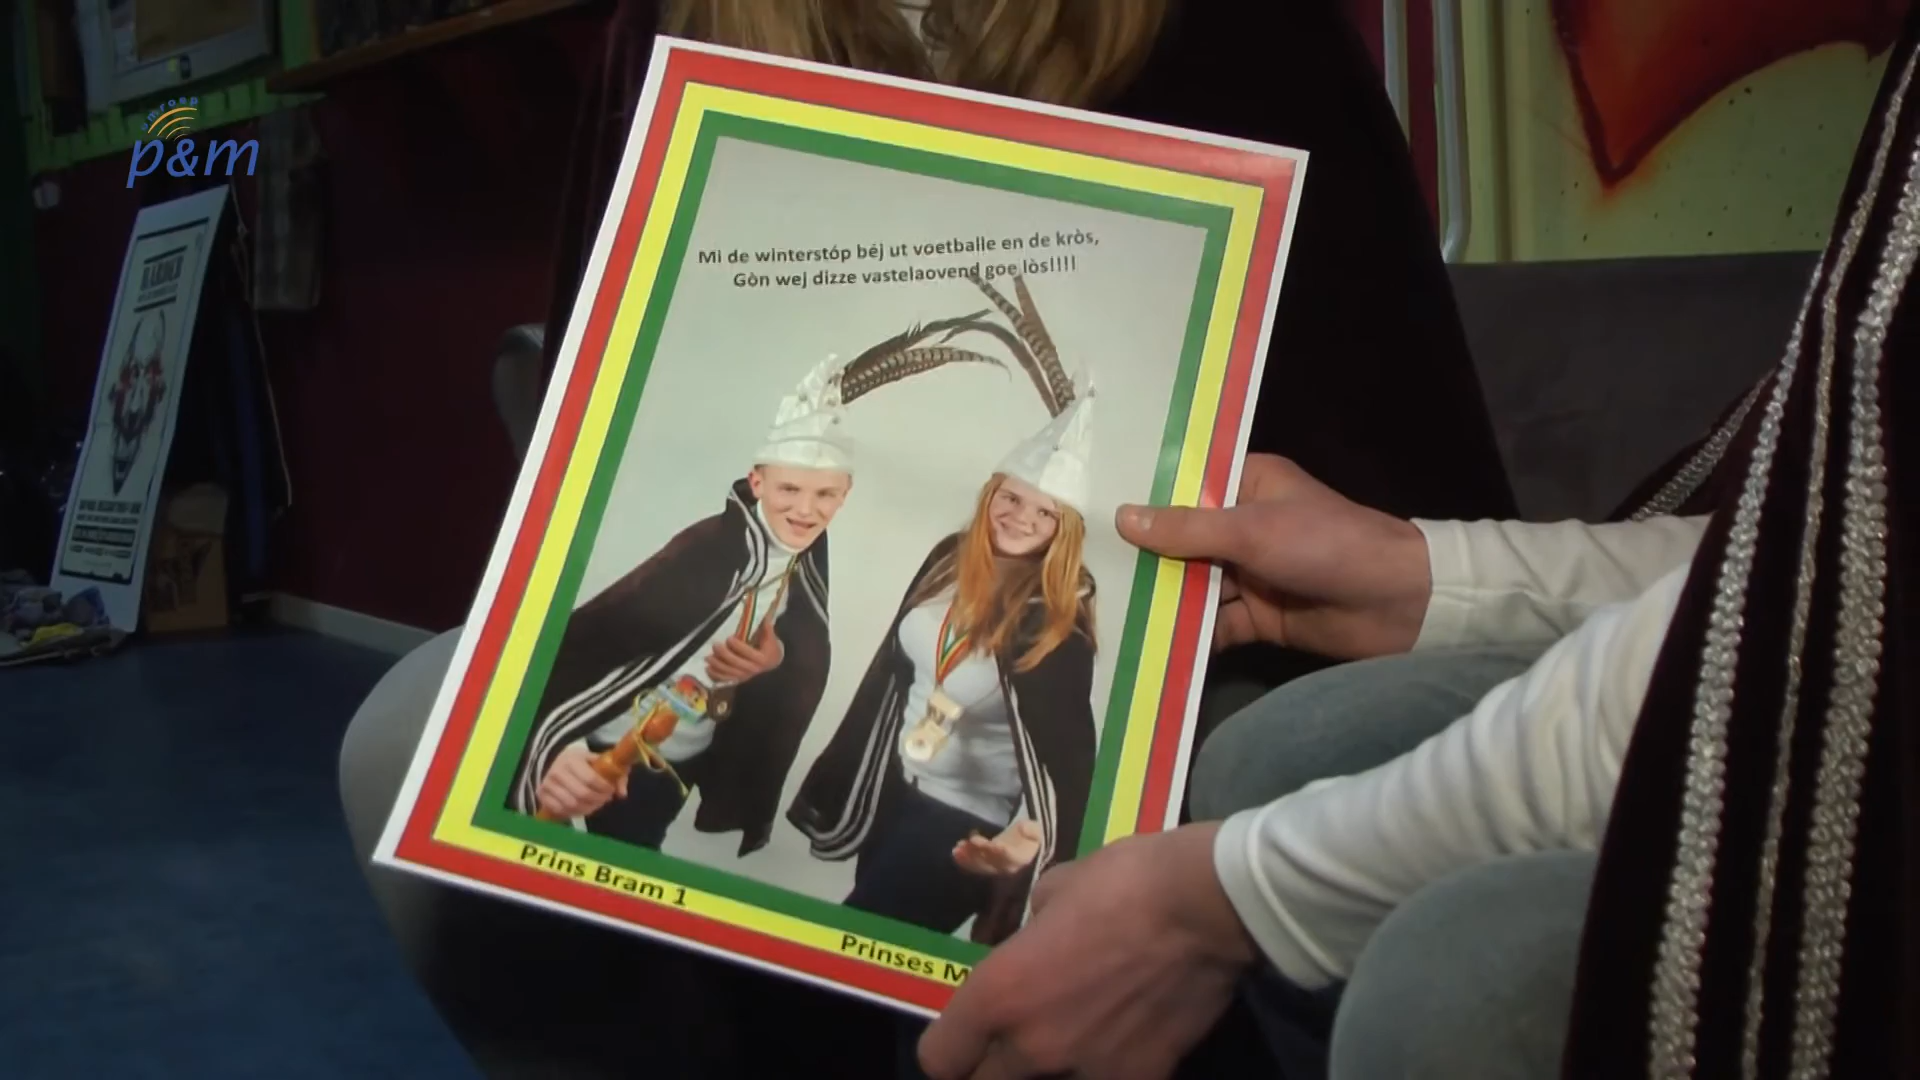 omroep
p&m
Mi de winterstóp béj ut voetballe en de kròs,
Gòn wej dizze vastelaovend goe lòs!!!!
Prins Bram 1
Prinses M